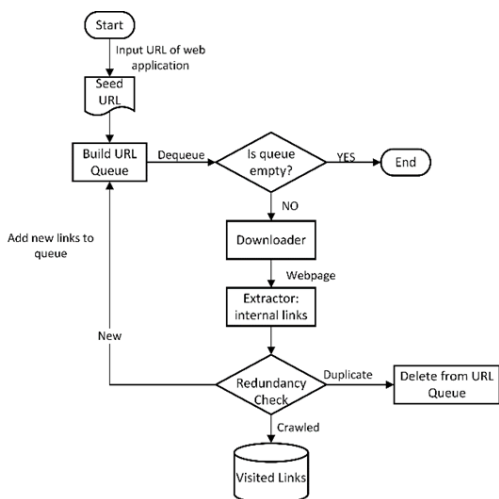 Start
Input URL of web
application
Seed
URL
Build URL
Queue
Dequeue
Is queue
empty?
YES
End
NO
Downloader
Add new links to
queue
Webpage
Extractor:
internal links
New
Redundancy
Check
Duplicate
Delete from URL
Queue
Crawled
Visited Links